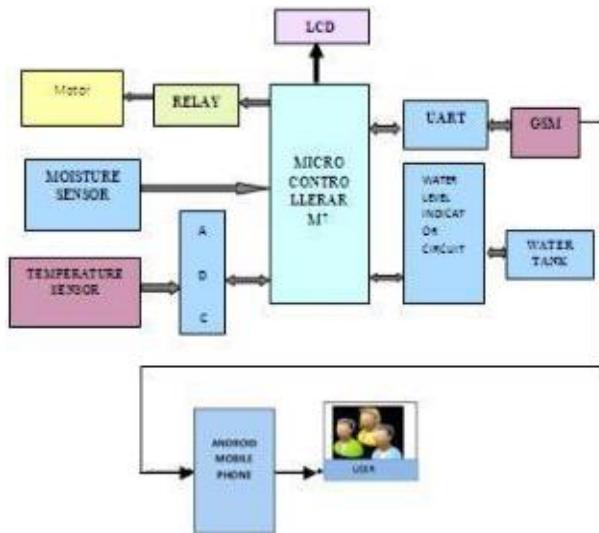 LCD
Motor
RELAY
UART
GSM
MICRO
CONTRO
LLERAR
M7
MOISTURE
SENSOR
WATER
LEVEL
INDICAT
OR
CIRCUIT
WATER
TANK
TEMPERATURE
SENSOR
A
D
C
ANDROID
MOBILE
PHONE
USER